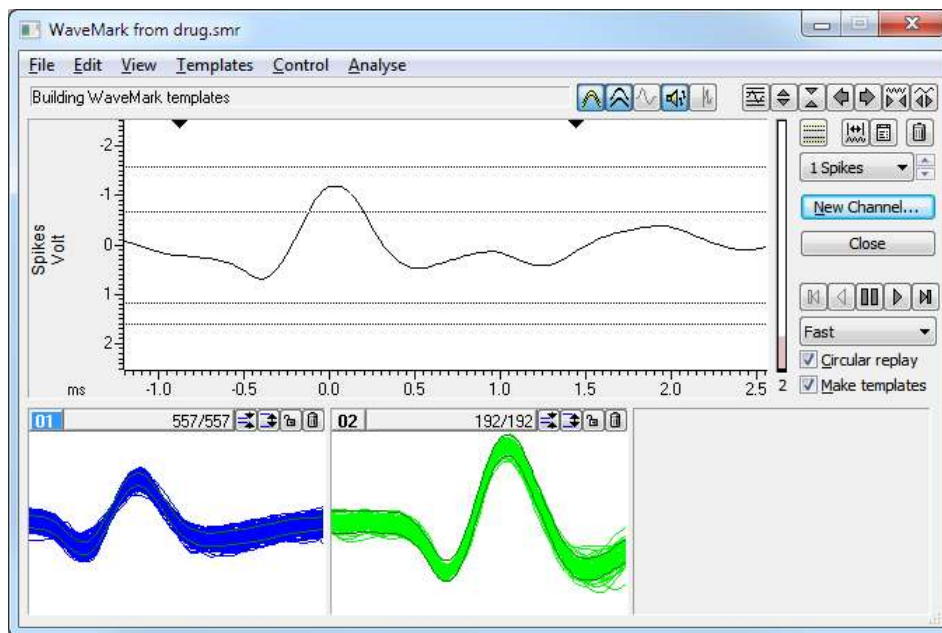 WaveMark from drug.smr
File Edit View Templates Control Analyse
Building WaveMark templates
Spikes
Volt
-2
-1
0
1
2
ms -1.0 -0.5 0.0 0.5 1.0 1.5 2.0 2.5
2
1 Spikes
New Channel...
Close
Fast
Circular replay
Make templates
01 557/557
02 192/192